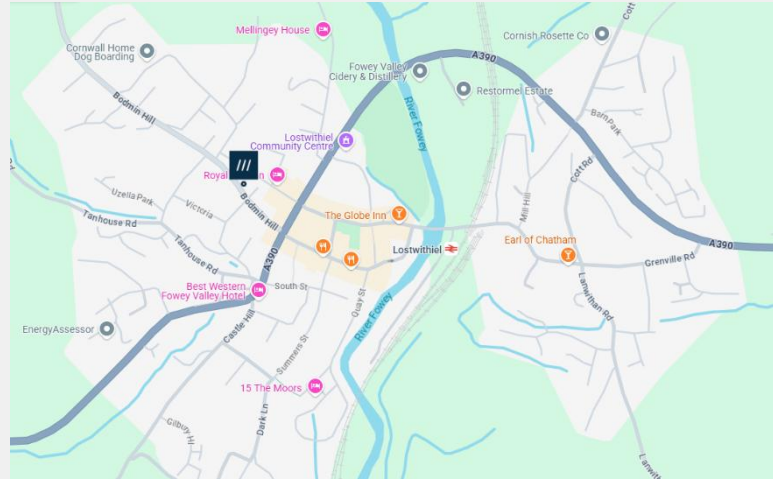 Mellingey House
Cornwall Home
Dog Boarding
Cornish Rosette Co
Cott
A390
Fowey Valley
Cidery & Distillery
Restormel Estate
Bodmin Hill
River Fowey
Barn Park
Lostwithiel
Community Centre
///
Royal
Cott Rd
Uzella Park
Victoria
Bodmin Hill
Mill Hill
The Globe Inn
Tanhouse Rd
Tanhouse Rd
A390
Lostwithiel
Earl of Chatham
A390
Grenville Rd
South St
Best Western
Fowey Valley Hotel
Quay St
Lanwithan Rd
EnergyAssessor
Castle Hill
River Fowey
Summers St
15 The Moors
Dark Ln
Gilbury Hl